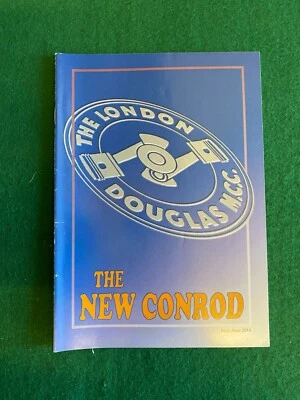 THE LONDON
DOUGLAS M.C.C.
THE
NEW CONROD